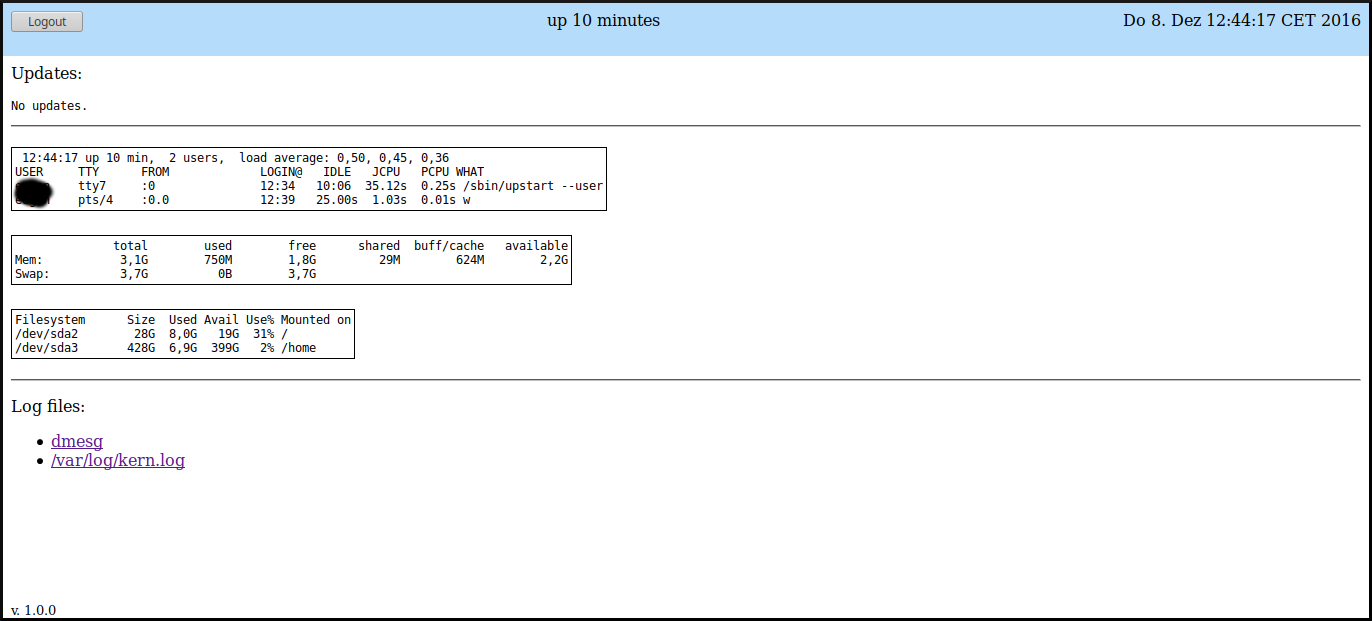 Logout up 10 minutes Do 8. Dez 12:44:17 CET 2016
Updates:
No updates.
12:44:17 up 10 min, 2 users, load average: 0,50, 0,45, 0,36
USER TTY FROM LOGIN@ IDLE JCPU PCPU WHAT
tty7 :0 12:34 10:06 35.12s 0.25s /sbin/upstart --user
pts/4 :0.0 12:39 25.00s 1.03s 0.01s w
total used free shared buff/cache available
Mem: 3,1G 750M 1,8G 29M 624M 2,2G
Swap: 3,7G 0B 3,7G
Filesystem Size Used Avail Use% Mounted on
/dev/sda2 28G 8,0G 19G 31% /
/dev/sda3 428G 6,9G 399G 2% /home
Log files:
dmesg
/var/log/kern.log
v. 1.0.0